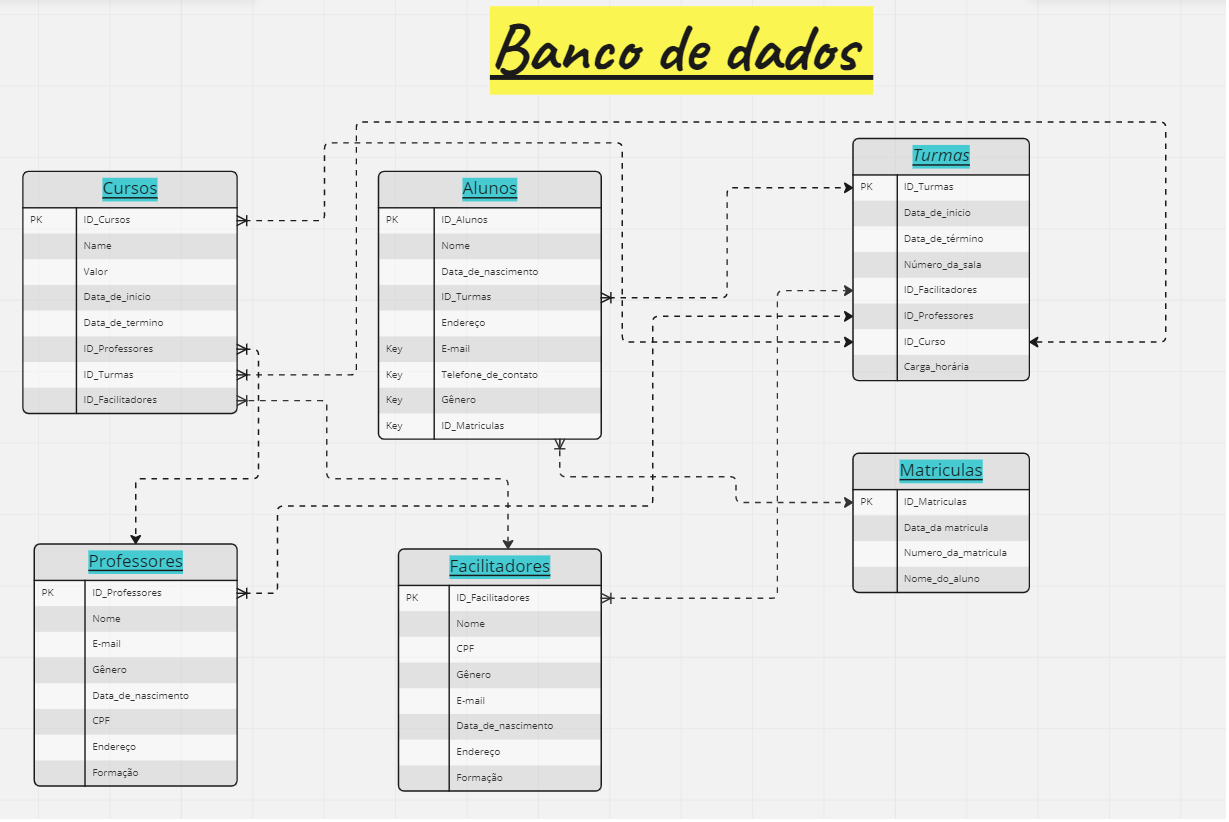 Banco de dados
Cursos
PK ID_Cursos
Name
Valor
Data_de_inicio
Data_de_termino
ID_Professores
ID_Turmas
ID_Facilitadores
Alunos
PK ID_Alunos
Nome
Data_de_nascimento
ID_Turmas
Endereço
Key E-mail
Key Telefone_de_contato
Key Gênero
Key ID_Matriculas
Turmas
PK ID_Turmas
Data_de_inicio
Data_de_término
Número_da_sala
ID_Facilitadores
ID_Professores
ID_Curso
Carga_horária
Matriculas
PK ID_Matriculas
Data_da matricula
Numero_da_matricula
Nome_do_aluno
Professores
PK ID_Professores
Nome
E-mail
Gênero
Data_de_nascimento
CPF
Endereço
Formação
Facilitadores
PK ID_Facilitadores
Nome
CPF
Gênero
E-mail
Data_de_nascimento
Endereço
Formação